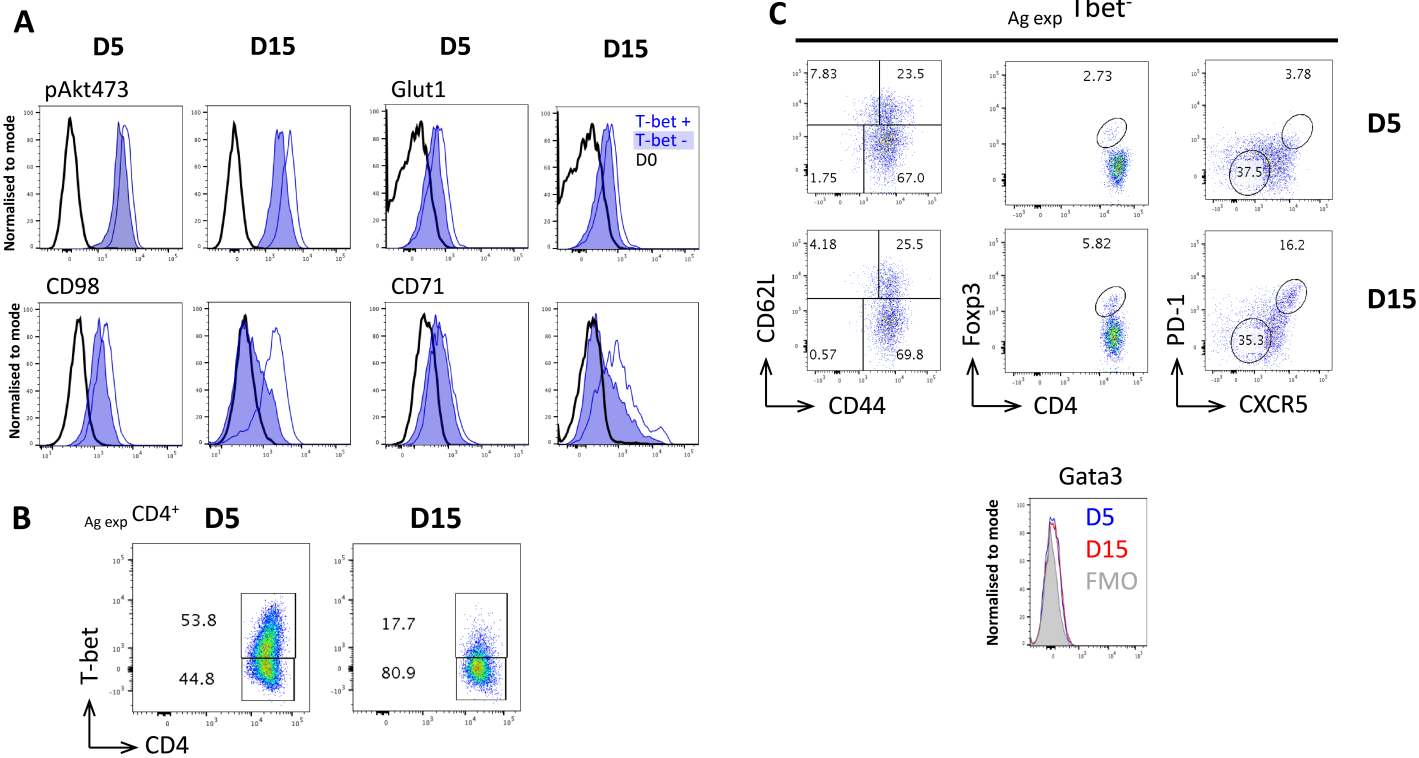 A
D5
D15
D5
D15
pAkt473
Glut1
T-bet +
T-bet -
D0
Normalised to mode
CD98
CD71
Normalised to mode
B
Ag exp CD4+
D5
D15
53.8
44.8
17.7
80.9
T-bet
CD4
C
Ag exp Tbet-
7.83
23.5
1.75
67.0
2.73
3.78
37.5
D5
4.18
25.5
0.57
69.8
5.82
16.2
35.3
D15
CD62L
CD44
Foxp3
CD4
PD-1
CXCR5
Gata3
Normalised to mode
D5
D15
FMO